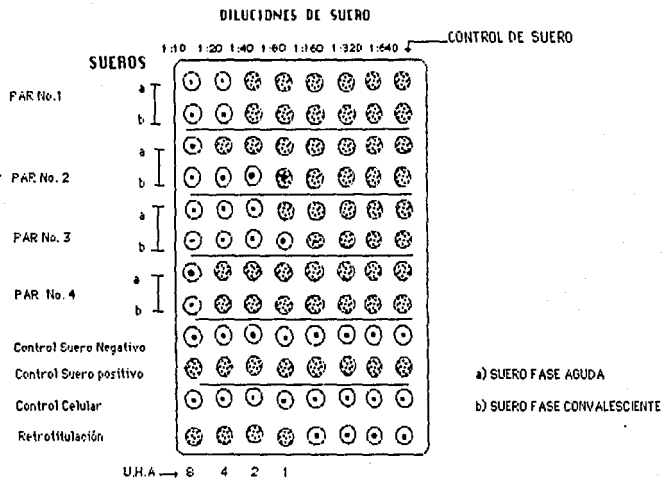 DILUCIONES DE SUERO
CONTROL DE SUERO
1:10 1:20 1:40 1:80 1:160 1:320 1:640
SUEROS
PAR No.1
a
b
PAR No. 2
a
b
PAR No. 3
a
b
PAR No. 4
a
b
Control Suero Negativo
Control Suero positivo
a) SUERO FASE AGUDA
Control Celular
b) SUERO FASE CONVALESCIENTE
Retrotitulación
U.H.A → 8 4 2 1